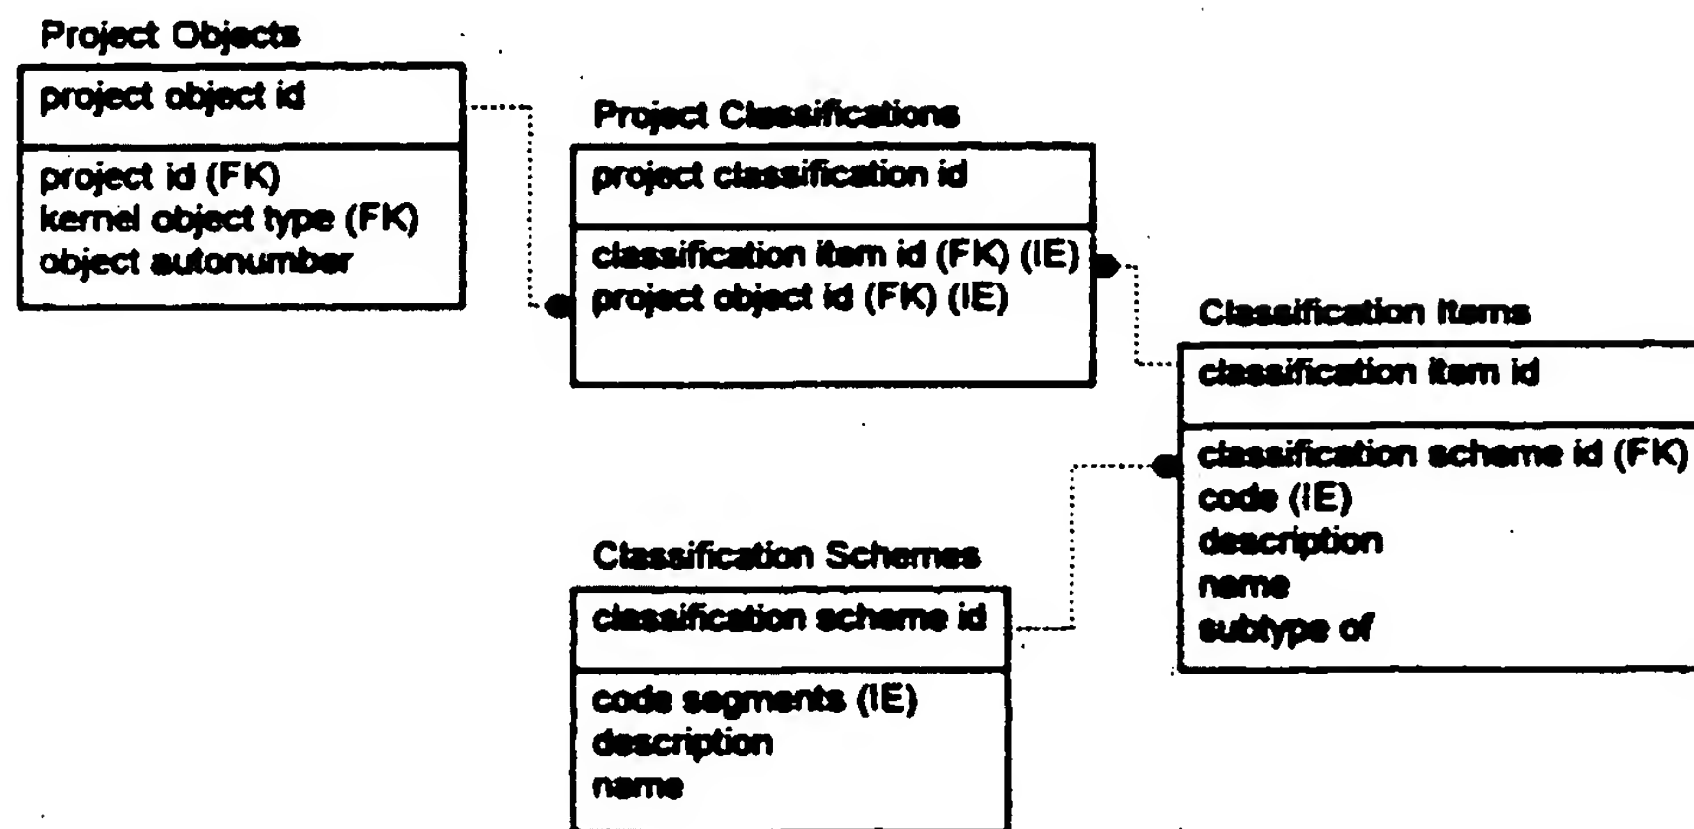 Project Objects
project object id
project id (FK)
kernel object type (FK)
object autonumber
Project Classifications
project classification id
classification item id (FK) (IE)
project object id (FK) (IE)
Classification Items
classification item id
classification scheme id (FK)
code (IE)
description
name
subtype of
Classification Schemes
classification scheme id
code segments (IE)
description
name